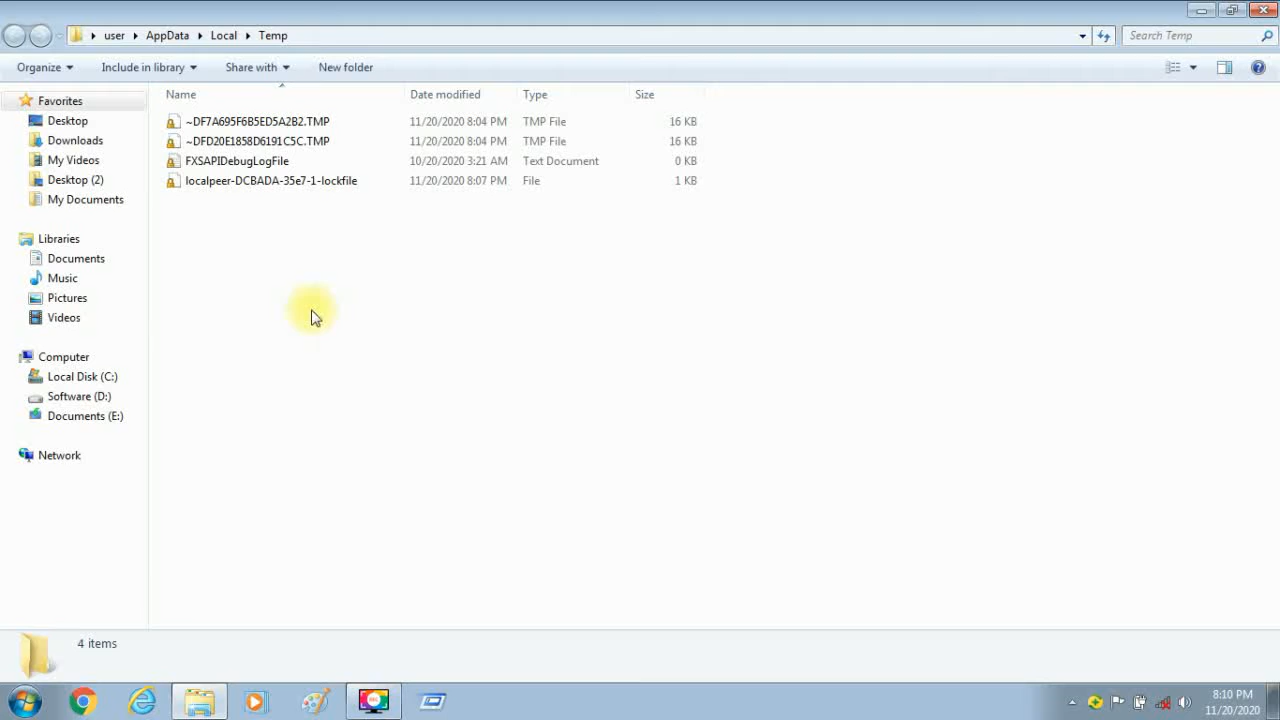 user AppData Local Temp
Search Temp
Organize Include in library Share with New folder
Name Date modified Type Size
~DF7A695F6B5ED5A2B2.TMP 11/20/2020 8:04 PM TMP File 16 KB
~DFD20E1858D6191C5C.TMP 11/20/2020 8:04 PM TMP File 16 KB
FXSAPIDebugLogFile 10/20/2020 3:21 AM Text Document 0 KB
localpeer-DCBADA-35e7-1-lockfile 11/20/2020 8:07 PM File 1 KB
Favorites
Desktop
Downloads
My Videos
Desktop (2)
My Documents
Libraries
Documents
Music
Pictures
Videos
Computer
Local Disk (C:)
Software (D:)
Documents (E:)
Network
4 items
8:10 PM
11/20/2020